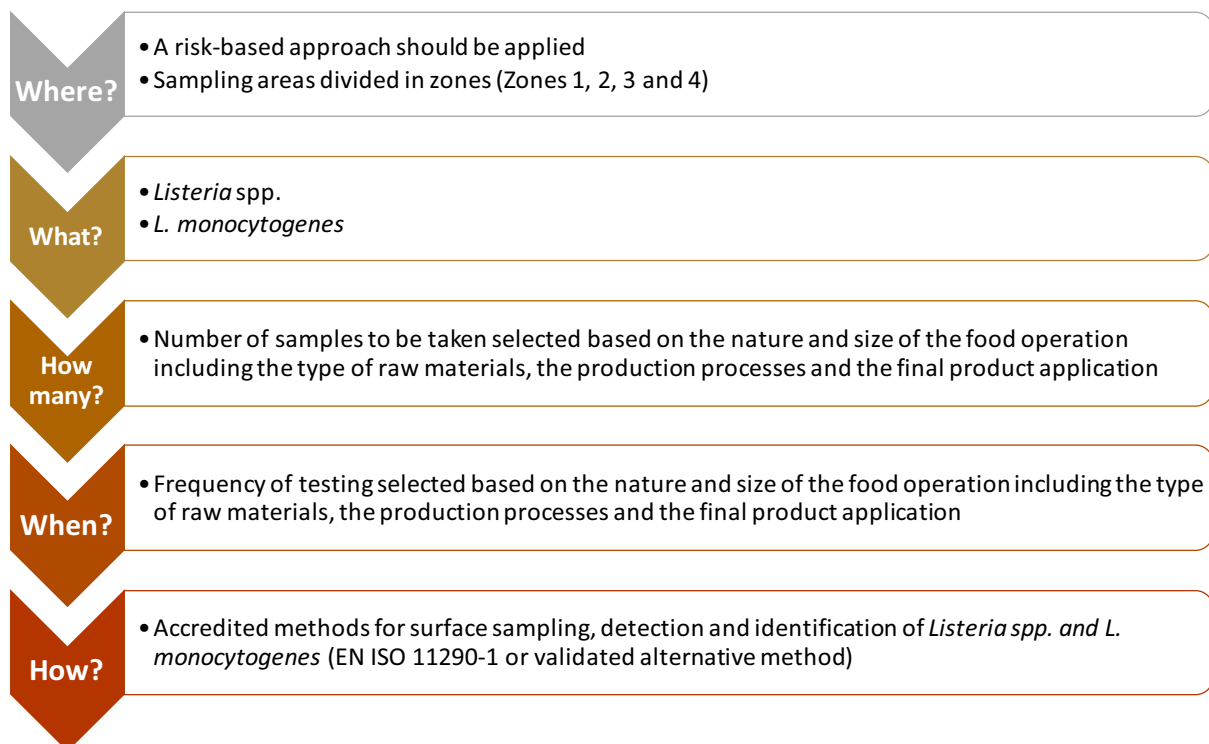 Where?
• A risk-based approach should be applied
• Sampling areas divided in zones (Zones 1, 2, 3 and 4)
What?
• Listeria spp.
• L. monocytogenes
How
many?
• Number of samples to be taken selected based on the nature and size of the food operation
including the type of raw materials, the production processes and the final product application
When?
• Frequency of testing selected based on the nature and size of the food operation including the type
of raw materials, the production processes and the final product application
How?
• Accredited methods for surface sampling, detection and identification of Listeria spp. and L.
monocytogenes (EN ISO 11290-1 or validated alternative method)